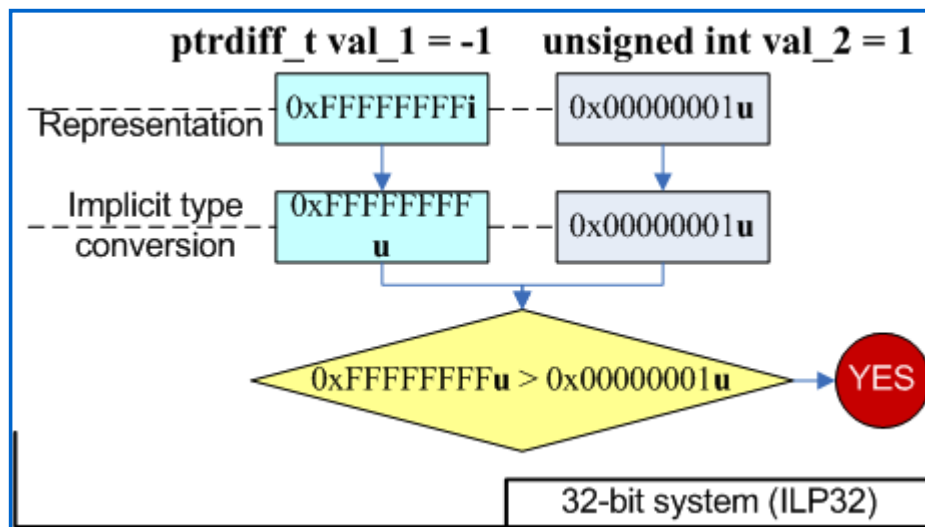 ptrdiff_t val_1 = -1 unsigned int val_2 = 1
Representation 0xFFFFFFFFi 0x00000001u
Implicit type
conversion
0xFFFFFFFF
u
0x00000001u
0xFFFFFFFFu > 0x00000001u
YES
32-bit system (ILP32)